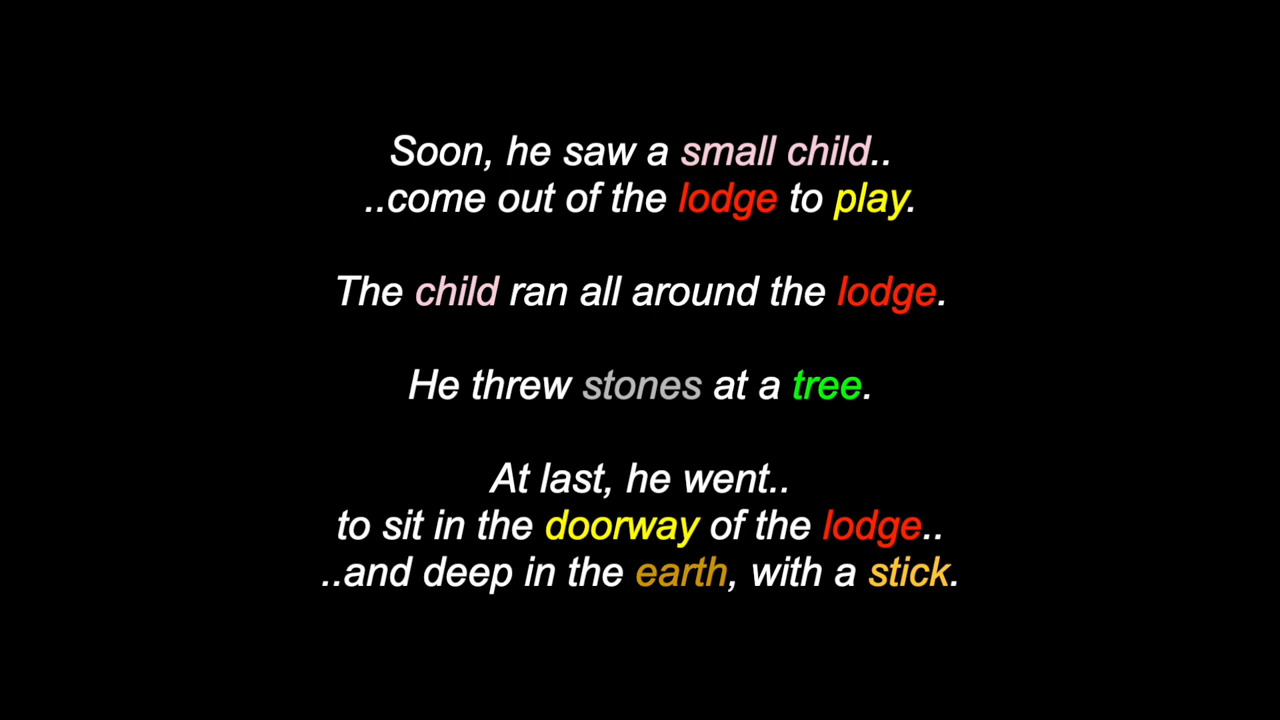 Soon, he saw a small child..
..come out of the lodge to play.
The child ran all around the lodge.
He threw stones at a tree.
At last, he went..
to sit in the doorway of the lodge..
..and deep in the earth, with a stick.